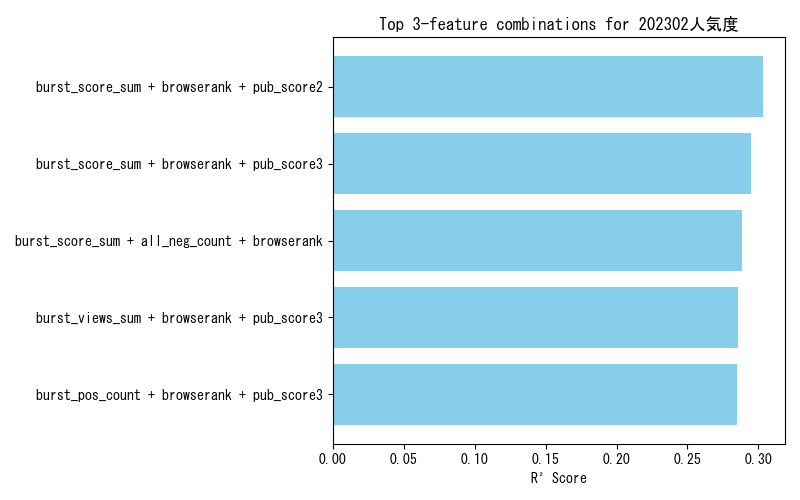 Top 3-feature combinations for 202302人気度
burst_score_sum + browserank + pub_score2
burst_score_sum + browserank + pub_score3
burst_score_sum + all_neg_count + browserank
burst_views_sum + browserank + pub_score3
burst_pos_count + browserank + pub_score3
0.00 0.05 0.10 0.15 0.20 0.25 0.30
R² Score